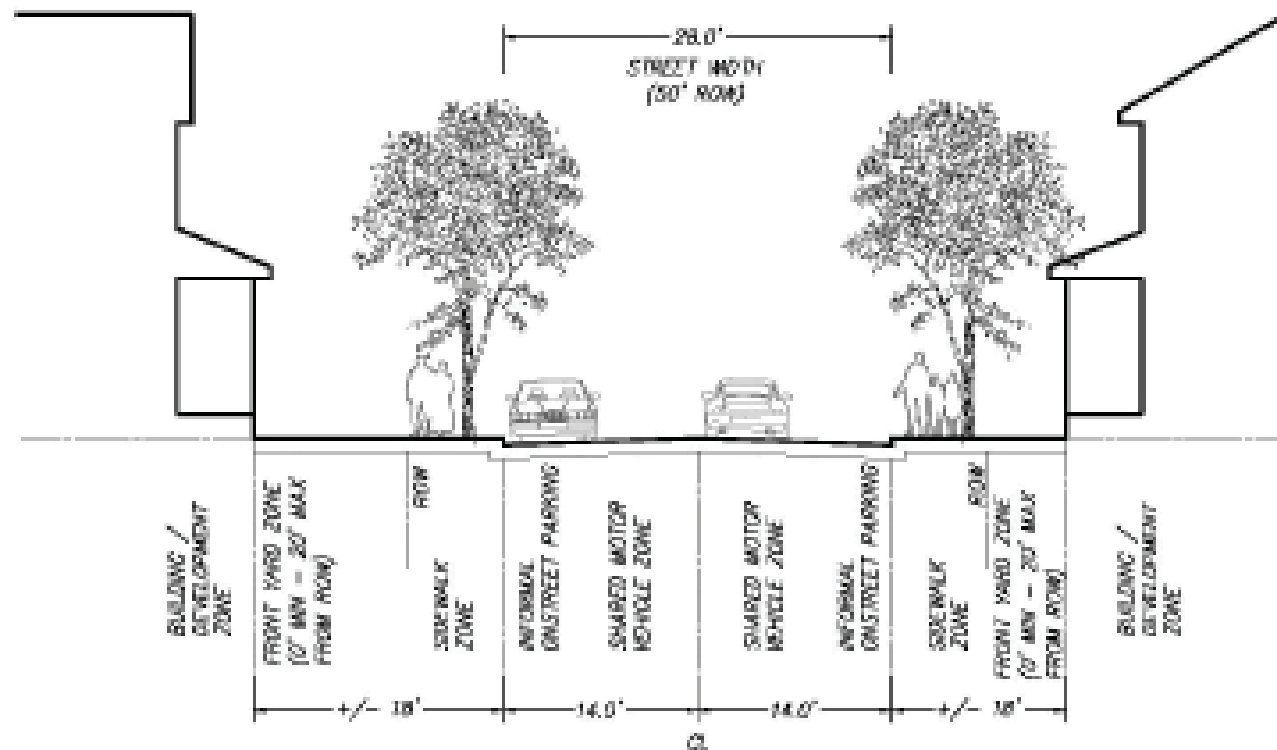 28.0'
STREET WIDTH
(50' ROW)
BUILDING /
DEVELOPMENT
ZONE
FRONT YARD ZONE
(0' MIN - 20' MAX
FROM ROW)
ROW
SIDEWALK
ZONE
INFORMAL
ONSTREET PARKING
SHARED MOTOR
VEHICLE ZONE
SHARED MOTOR
VEHICLE ZONE
INFORMAL
ONSTREET PARKING
SIDEWALK
ZONE
ROW
FRONT YARD ZONE
(0' MIN - 20' MAX
FROM ROW)
BUILDING /
DEVELOPMENT
ZONE
+/- 18'
14.0'
14.0'
+/- 18'
CL